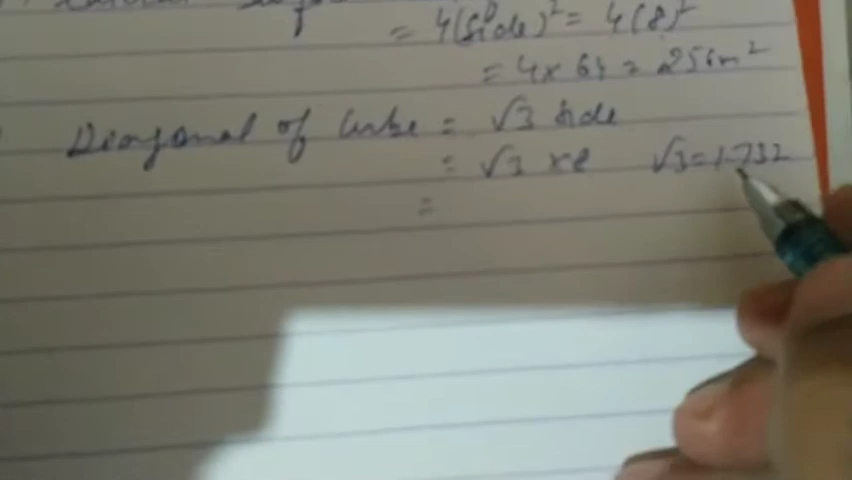 = 4(side)² = 4(8)²
= 4×64 = 256m²
Diagonal of Cube = √3 side
= √3 ×8 √3=1.732
=